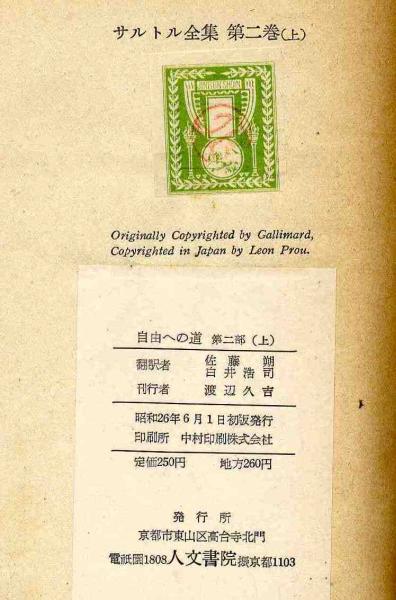 サルトル全集 第二巻(上)
Originally Copyrighted by Gallimard,
Copyrighted in Japan by Leon Prou.
自由への道 第二部(上)
翻訳者 佐藤朔
白井浩司
刊行者 渡辺久吉
昭和26年6月1日初版発行
印刷所 中村印刷株式会社
定価250円 地方260円
発行所
京都市東山区高台寺北門
電祇園1808 人文書院 振京都1103